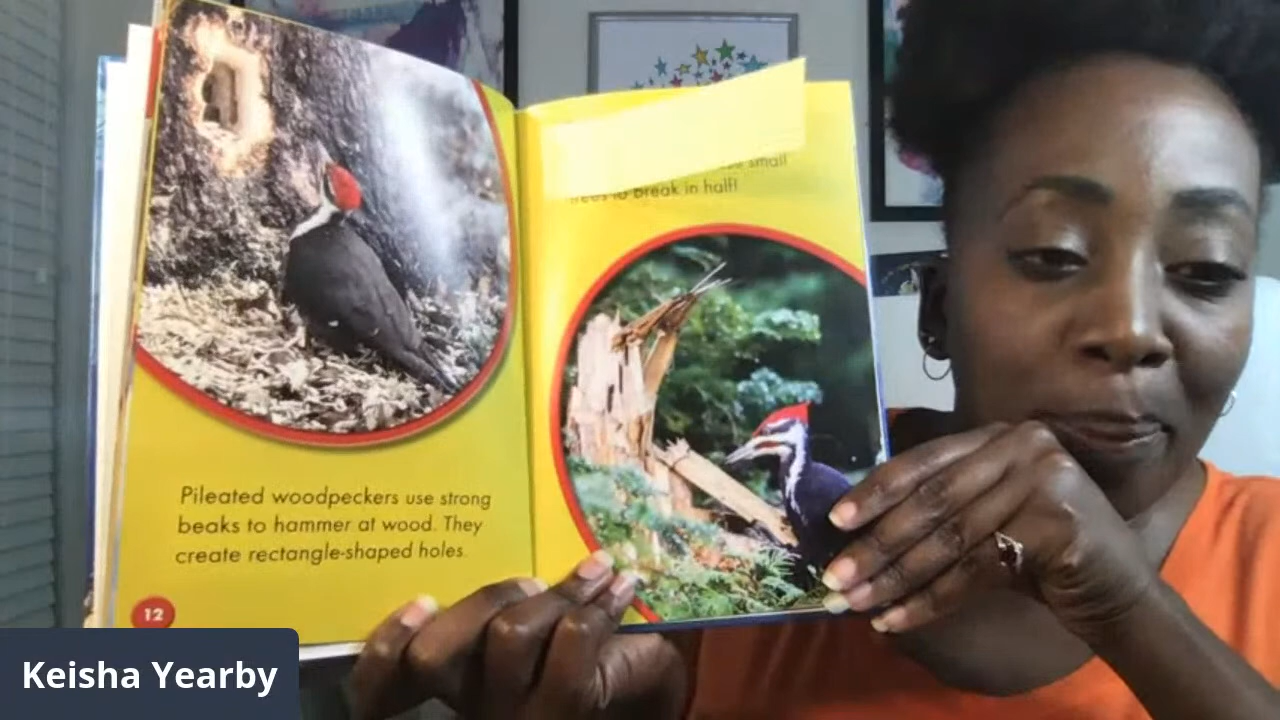 small
trees to break in half!
Pileated woodpeckers use strong
beaks to hammer at wood. They
create rectangle-shaped holes.
12
Keisha Yearby